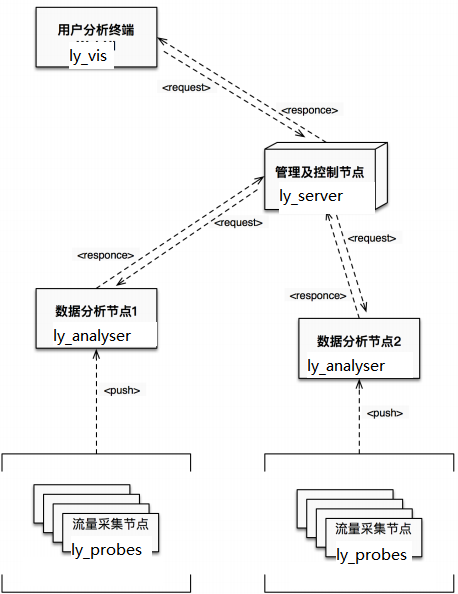 用户分析终端
ly_vis
<request>
<responce>
管理及控制节点
ly_server
<responce>
<request>
<request>
<responce>
数据分析节点1
ly_analyser
数据分析节点2
ly_analyser
<push>
<push>
流量采集节点
ly_probes
流量采集节点
ly_probes